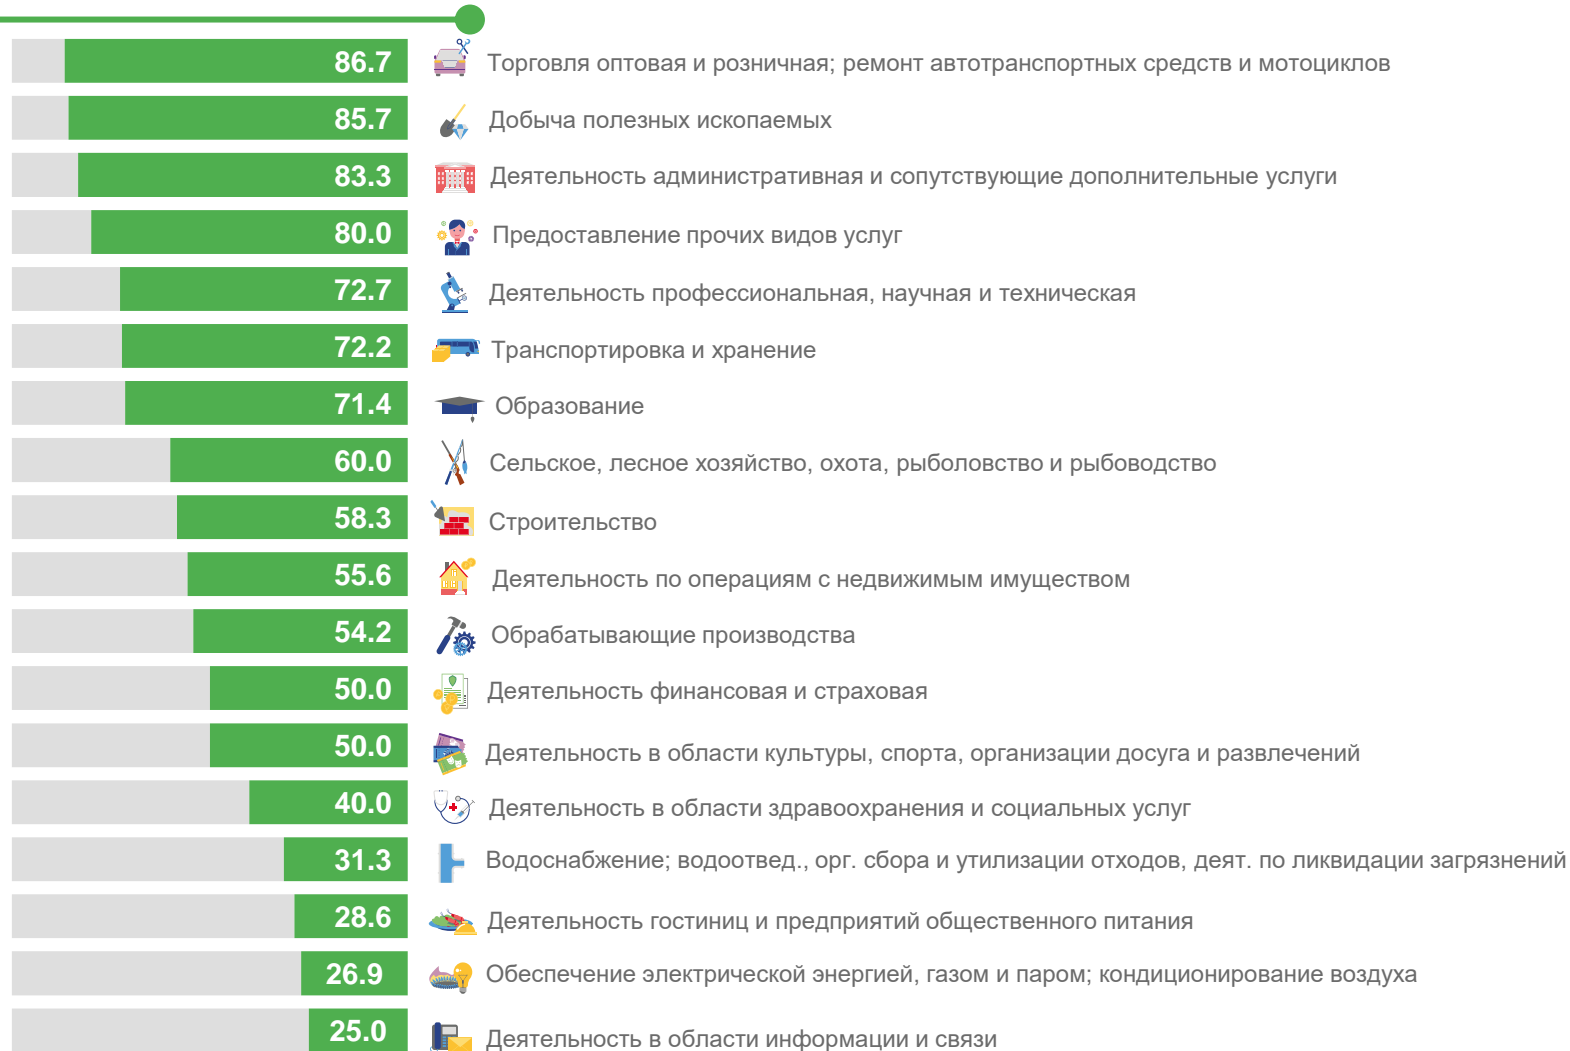 86.7 Торговля оптовая и розничная; ремонт автотранспортных средств и мотоциклов
85.7 Добыча полезных ископаемых
83.3 Деятельность административная и сопутствующие дополнительные услуги
80.0 Предоставление прочих видов услуг
72.7 Деятельность профессиональная, научная и техническая
72.2 Транспортировка и хранение
71.4 Образование
60.0 Сельское, лесное хозяйство, охота, рыболовство и рыбоводство
58.3 Строительство
55.6 Деятельность по операциям с недвижимым имуществом
54.2 Обрабатывающие производства
50.0 Деятельность финансовая и страховая
50.0 Деятельность в области культуры, спорта, организации досуга и развлечений
40.0 Деятельность в области здравоохранения и социальных услуг
31.3 Водоснабжение; водоотвед., орг. сбора и утилизации отходов, деят. по ликвидации загрязнений
28.6 Деятельность гостиниц и предприятий общественного питания
26.9 Обеспечение электрической энергией, газом и паром; кондиционирование воздуха
25.0 Деятельность в области информации и связи